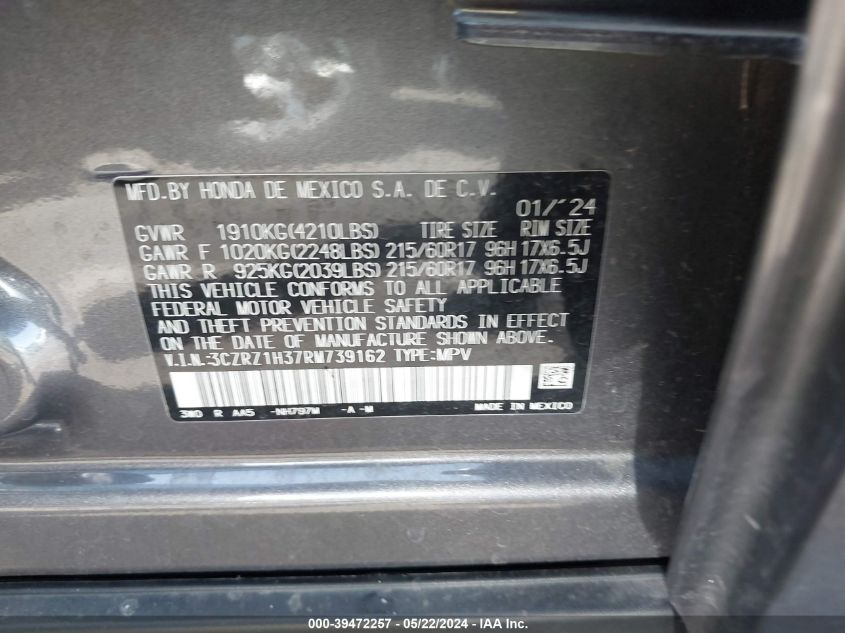 MFD.BY HONDA DE MEXICO S.A. DE C.V.
01/'24
GVWR 1910KG(4210LBS) TIRE SIZE RIM SIZE
GAWR F 1020KG(2248LBS) 215/60R17 96H 17X6.5J
GAWR R 925KG(2039LBS) 215/60R17 96H 17X6.5J
THIS VEHICLE CONFORMS TO ALL APPLICABLE
FEDERAL MOTOR VEHICLE SAFETY
AND THEFT PREVENTION STANDARDS IN EFFECT
ON THE DATE OF MANUFACTURE SHOWN ABOVE.
V.I.N.:3CZRZ1H37RM739162 TYPE:MPV
3W0 R AA5 -NH797M -A -M MADE IN MEXICO
000-39472257 - 05/22/2024 - IAA Inc.